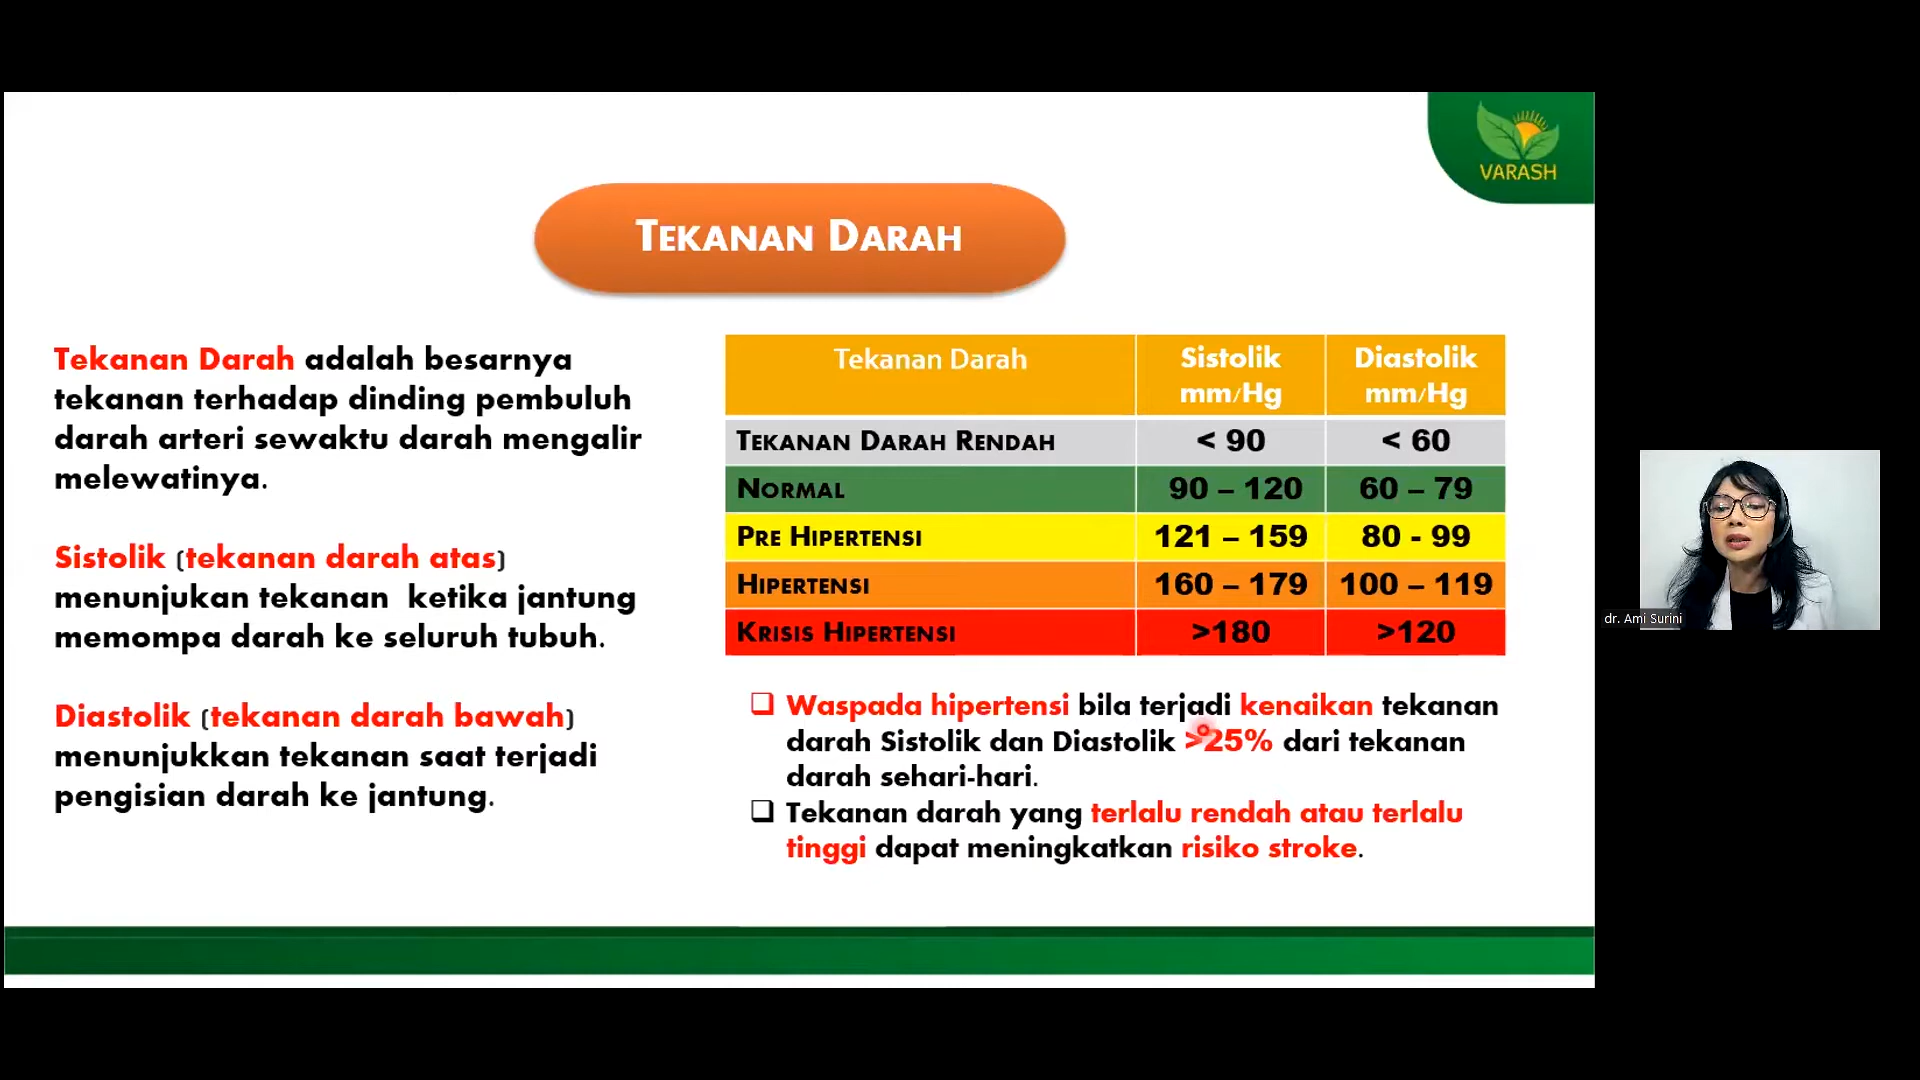 VARASH
TEKANAN DARAH
Tekanan Darah adalah besarnya
tekanan terhadap dinding pembuluh
darah arteri sewaktu darah mengalir
melewatinya.
Sistolik (tekanan darah atas)
menunjukan tekanan ketika jantung
memompa darah ke seluruh tubuh.
Diastolik (tekanan darah bawah)
menunjukkan tekanan saat terjadi
pengisian darah ke jantung.
Tekanan Darah Sistolik mm/Hg Diastolik mm/Hg
TEKANAN DARAH RENDAH < 90 < 60
NORMAL 90 – 120 60 – 79
PRE HIPERTENSI 121 – 159 80 - 99
HIPERTENSI 160 – 179 100 – 119
KRISIS HIPERTENSI >180 >120
Waspada hipertensi bila terjadi kenaikan tekanan
darah Sistolik dan Diastolik >25% dari tekanan
darah sehari-hari.
Tekanan darah yang terlalu rendah atau terlalu
tinggi dapat meningkatkan risiko stroke.
dr. Ami Surini